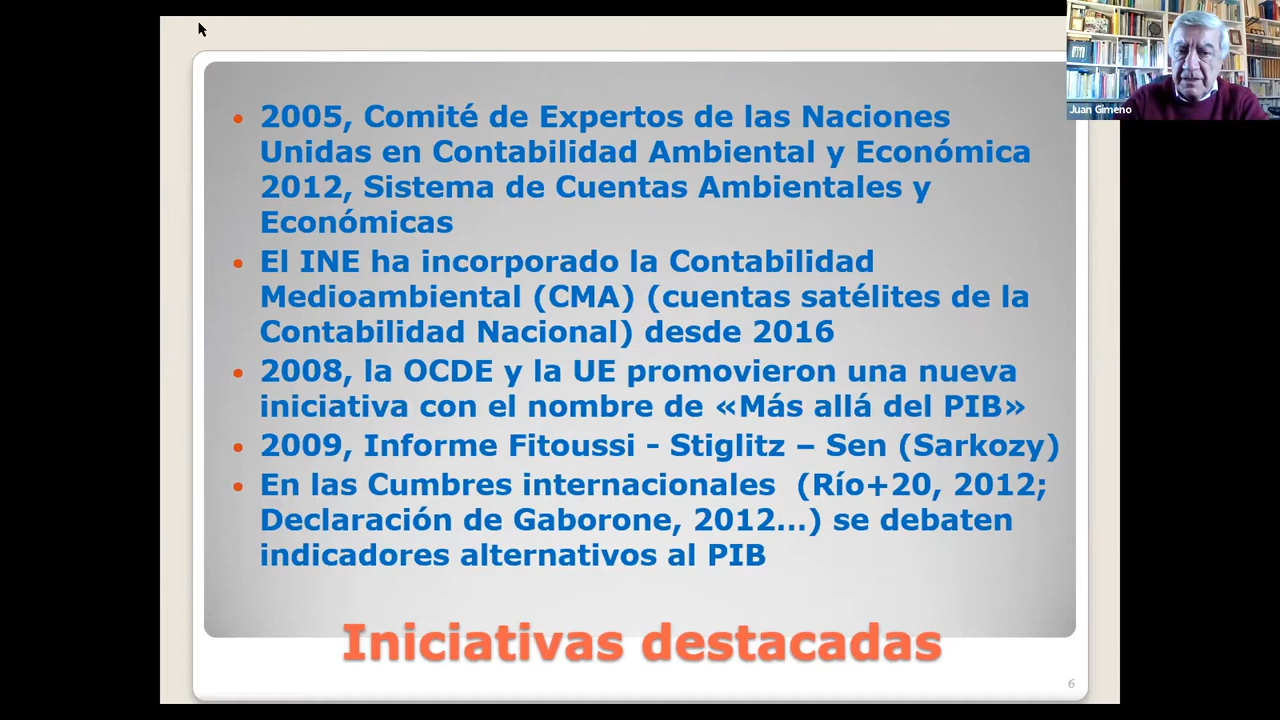 • 2005, Comité de Expertos de las Naciones
Unidas en Contabilidad Ambiental y Económica
2012, Sistema de Cuentas Ambientales y
Económicas
• El INE ha incorporado la Contabilidad
Medioambiental (CMA) (cuentas satélites de la
Contabilidad Nacional) desde 2016
• 2008, la OCDE y la UE promovieron una nueva
iniciativa con el nombre de «Más allá del PIB»
• 2009, Informe Fitoussi - Stiglitz – Sen (Sarkozy)
• En las Cumbres internacionales (Río+20, 2012;
Declaración de Gaborone, 2012…) se debaten
indicadores alternativos al PIB
Iniciativas destacadas
6
Juan Gimeno